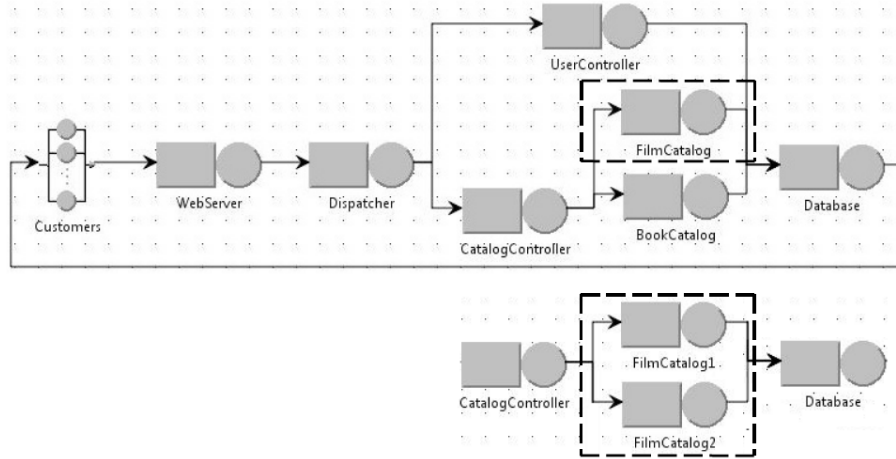 UserController
FilmCatalog
Customers
WebServer
Dispatcher
CatalogController
BookCatalog
Database
CatalogController
FilmCatalog1
FilmCatalog2
Database